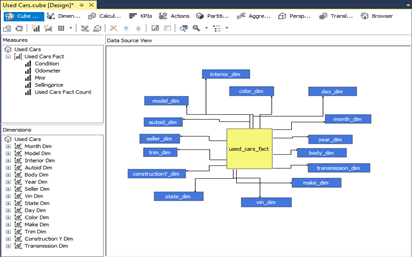 Used Cars.cube [Design]*
Cube ...
Dimen...
Calcul...
KPIs
Actions
Partiti...
Aggre...
Persp...
Transl...
Browser
Measures
Used Cars
Used Cars Fact
Condition
Odometer
Mmr
Sellingprice
Used Cars Fact Count
Dimensions
Used Cars
Month Dim
Model Dim
Interior Dim
Autoid Dim
Body Dim
Year Dim
Seller Dim
Vin Dim
State Dim
Day Dim
Color Dim
Make Dim
Trim Dim
Construction Y Dim
Transmission Dim
Data Source View
interior_dim
color_dim
day_dim
model_dim
autoid_dim
month_dim
seller_dim
year_dim
trim_dim
used_cars_fact
body_dim
constructionY_dim
transmission_dim
make_dim
state_dim
vin_dim